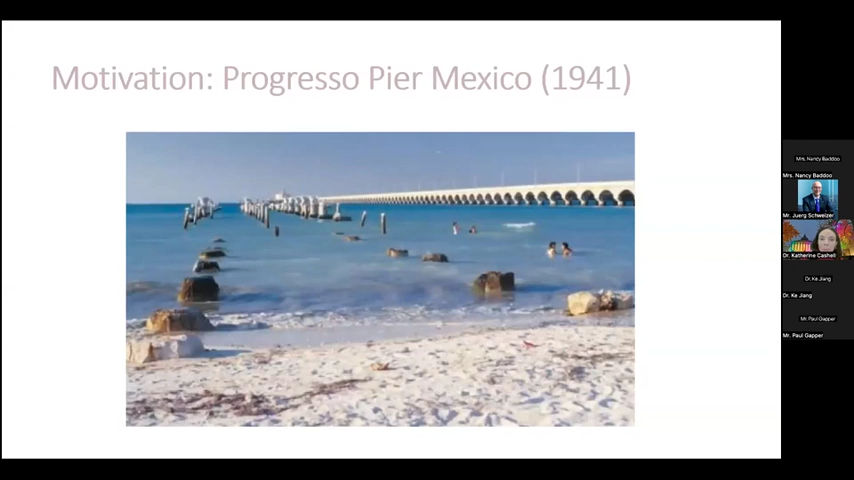 Motivation: Progresso Pier Mexico (1941)
Mrs. Nancy Baddoo
Mrs. Nancy Baddoo
Mr. Juerg Schweizer
Dr. Katherine Cashell
Dr. Ke Jiang
Dr. Ke Jiang
Mr. Paul Gapper
Mr. Paul Gapper